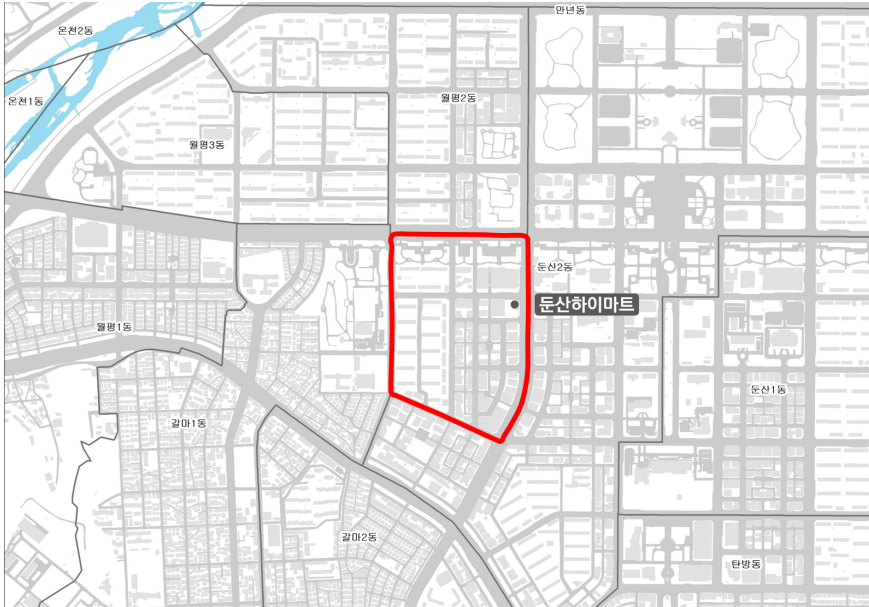 만년동
온천2동
온천1동
월평2동
월평3동
둔산2동
둔산하이마트
월평1동
둔산1동
갈마1동
갈마2동
탄방동